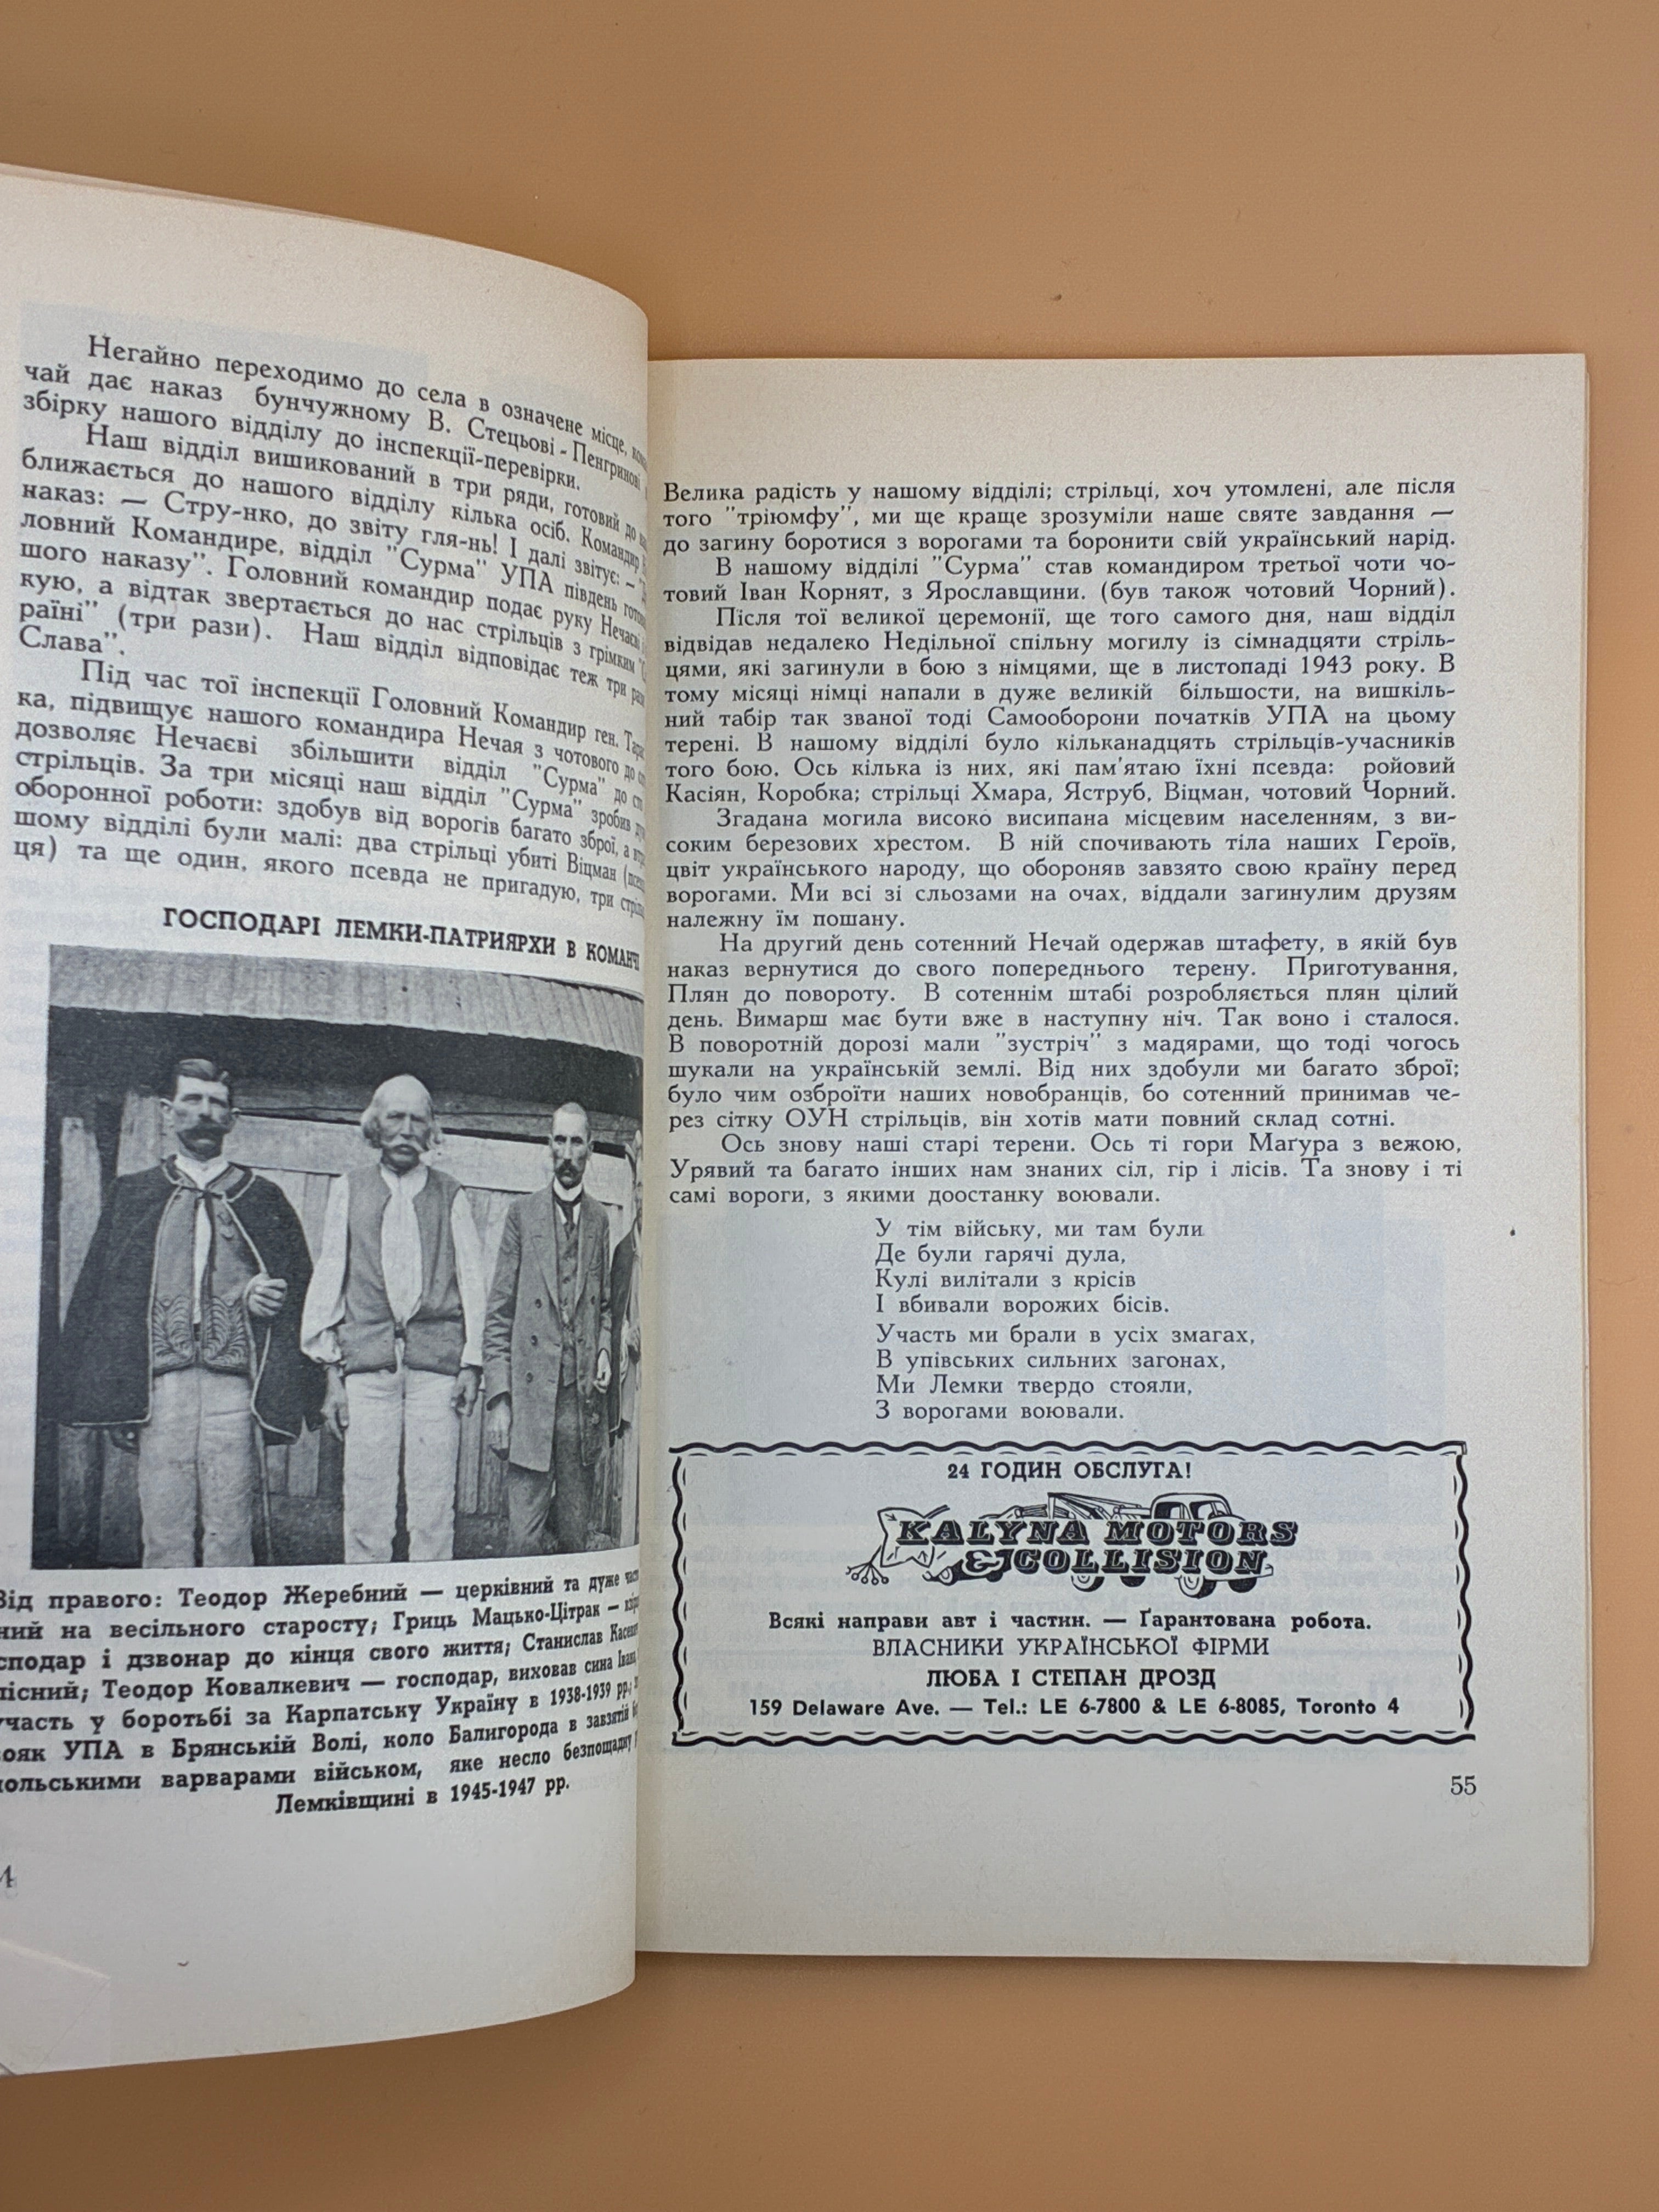 Негайно переходимо до села в означене місце,
чай дає наказ бунчужному В. Стецьові - Пенгринові
збірку нашого відділу до інспекції-перевірки.
Наш відділ вишикований в три ряди, готовий до
ближається до нашого відділу кілька осіб. Командир
наказ: — Стру-нко, до звіту гля-нь! І далі звітує: —
ловний Командире, відділ "Сурма" УПА південь
шого наказу". Головний командир подає руку Нечаєві
кую, а відтак звертається до нас стрільців з грімким
раїні" (три рази). Наш відділ відповідає теж три
Слава".
Під час тої інспекції Головний Командир ген.
ка, підвищує нашого командира Нечая з чотового до
дозволяє Нечаєві збільшити відділ "Сурма" до
стрільців. За три місяці наш відділ "Сурма" зробив
оборонної роботи: здобув від ворогів багато зброї, а
шому відділі були малі: два стрільці убиті Віцман
ця) та ще один, якого псевда не пригадую, три
ГОСПОДАРІ ЛЕМКИ-ПАТРИЯРХИ В КОМАНЧІ
Від правого: Теодор Жеребний — церківний та дуже
ний на весільного старосту; Гриць Мацько-Цітрак —
сподар і дзвонар до кінця свого життя; Станислав
лісний; Теодор Ковалкевич — господар, виховав сина Івана,
участь у боротьбі за Карпатську Україну в 1938-1939 рр.;
вояк УПА в Брянській Волі, коло Балигорода в завзятій
польськими варварами військом, яке несло безпощадну
Лемківщині в 1945-1947 рр.
4
Велика радість у нашому відділі; стрільці, хоч утомлені, але після
того "тріюмфу", ми ще краще зрозуміли наше святе завдання —
до загину боротися з ворогами та боронити свій український нарід.
В нашому відділі "Сурма" став командиром третьої чоти чо-
товий Іван Корнят, з Ярославщини. (був також чотовий Чорний).
Після тої великої церемонії, ще того самого дня, наш відділ
відвідав недалеко Недільної спільну могилу із сімнадцяти стріль-
цями, які загинули в бою з німцями, ще в листопаді 1943 року. В
тому місяці німці напали в дуже великій більшости, на вишкіль-
ний табір так званої тоді Самооборони початків УПА на цьому
терені. В нашому відділі було кільканадцять стрільців-учасників
того бою. Ось кілька із них, які пам'ятаю їхні псевда: ройовий
Касіян, Коробка; стрільці Хмара, Яструб, Віцман, чотовий Чорний.
Згадана могила високо висипана місцевим населенням, з ви-
соким березових хрестом. В ній спочивають тіла наших Героїв,
цвіт українського народу, що обороняв завзято свою країну перед
ворогами. Ми всі зі сльозами на очах, віддали загинулим друзям
належну їм пошану.
На другий день сотенний Нечай одержав штафету, в якій був
наказ вернутися до свого попереднього терену. Приготування,
Плян до повороту. В сотеннім штабі розробляється плян цілий
день. Вимарш має бути вже в наступну ніч. Так воно і сталося.
В поворотній дорозі мали "зустріч" з мадярами, що тоді чогось
шукали на українській землі. Від них здобули ми багато зброї;
було чим озброїти наших новобранців, бо сотенний принимав че-
рез сітку ОУН стрільців, він хотів мати повний склад сотні.
Ось знову наші старі терени. Ось ті гори Маґура з вежою,
Урявий та багато інших нам знаних сіл, гір і лісів. Та знову і ті
самі вороги, з якими доостанку воювали.
У тім війську, ми там були
Де були гарячі дула,
Кулі вилітали з крісів
І вбивали ворожих бісів.
Участь ми брали в усіх змагах,
В упівських сильних загонах,
Ми Лемки твердо стояли,
З ворогами воювали.
24 ГОДИН ОБСЛУГА!
KALYNA MOTORS
& COLLISION
Всякі направи авт і частин. — Ґарантована робота.
ВЛАСНИКИ УКРАЇНСЬКОЇ ФІРМИ
ЛЮБА І СТЕПАН ДРОЗД
159 Delaware Ave. — Tel.: LE 6-7800 & LE 6-8085, Toronto 4
55